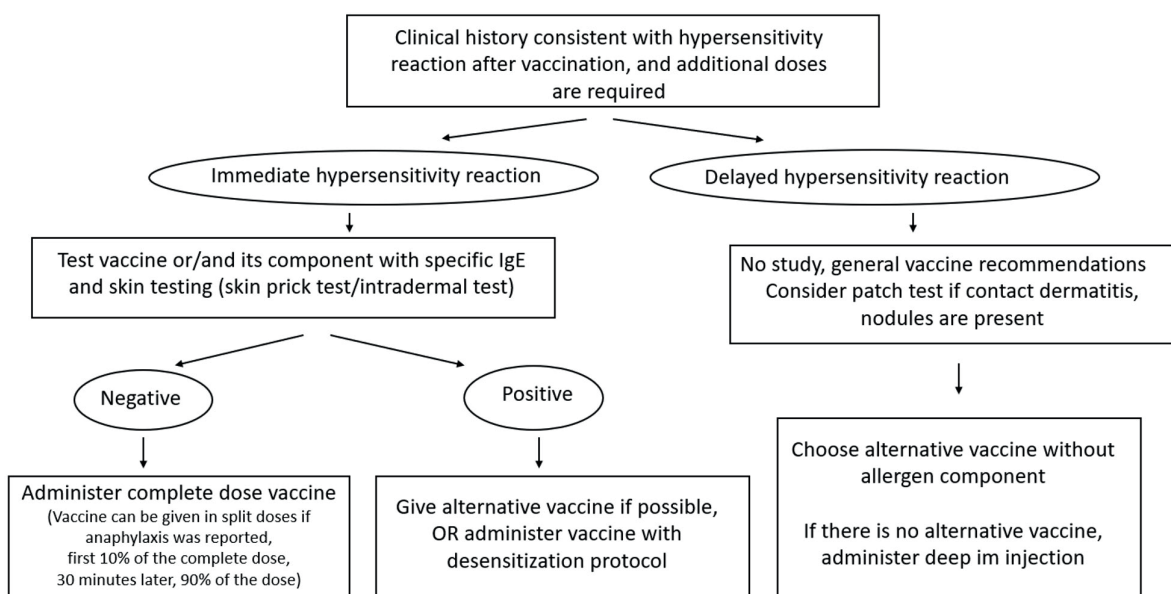 Clinical history consistent with hypersensitivity
reaction after vaccination, and additional doses
are required
Immediate hypersensitivity reaction
Delayed hypersensitivity reaction
Test vaccine or/and its component with specific IgE
and skin testing (skin prick test/intradermal test)
No study, general vaccine recommendations
Consider patch test if contact dermatitis,
nodules are present
Negative
Positive
Administer complete dose vaccine
(Vaccine can be given in split doses if
anaphylaxis was reported,
first 10% of the complete dose,
30 minutes later, 90% of the dose)
Give alternative vaccine if possible,
OR administer vaccine with
desensitization protocol
Choose alternative vaccine without
allergen component
If there is no alternative vaccine,
administer deep im injection